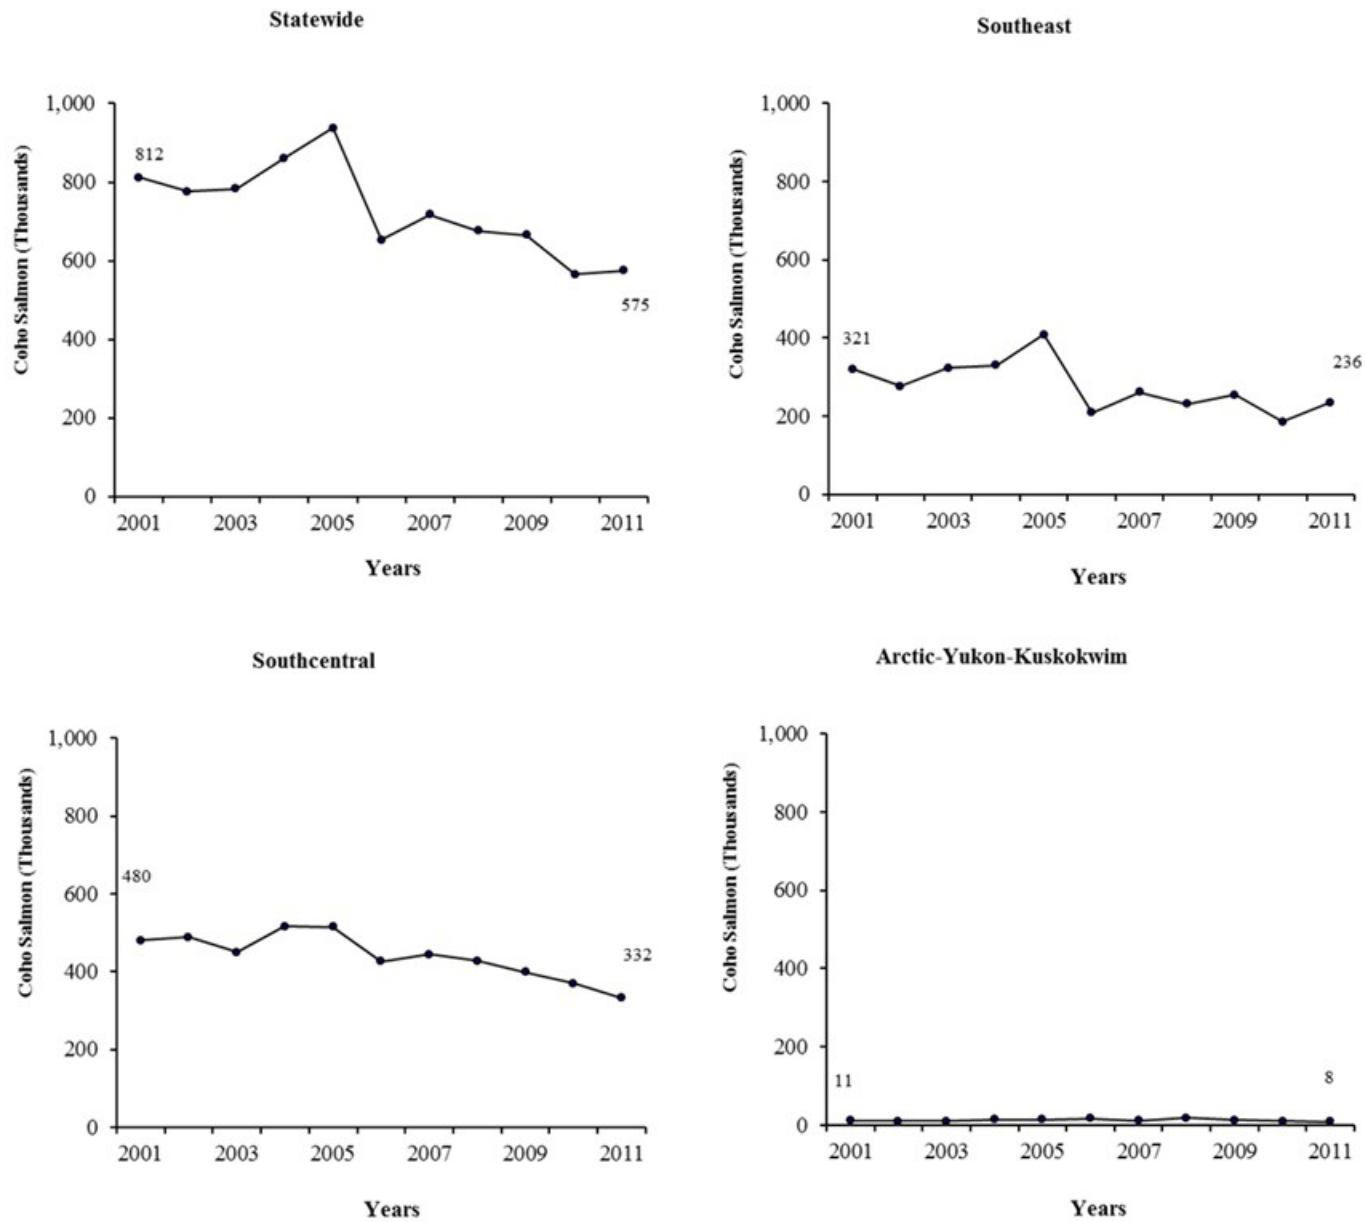 Statewide
Coho Salmon (Thousands)
1,000
800
600
400
200
0
812
575
2001 2003 2005 2007 2009 2011
Years
Southeast
Coho Salmon (Thousands)
1,000
800
600
400
200
0
321
236
2001 2003 2005 2007 2009 2011
Years
Southcentral
Coho Salmon (Thousands)
1,000
800
600
400
200
0
480
332
2001 2003 2005 2007 2009 2011
Years
Arctic-Yukon-Kuskokwim
Coho Salmon (Thousands)
1,000
800
600
400
200
0
11
8
2001 2003 2005 2007 2009 2011
Years